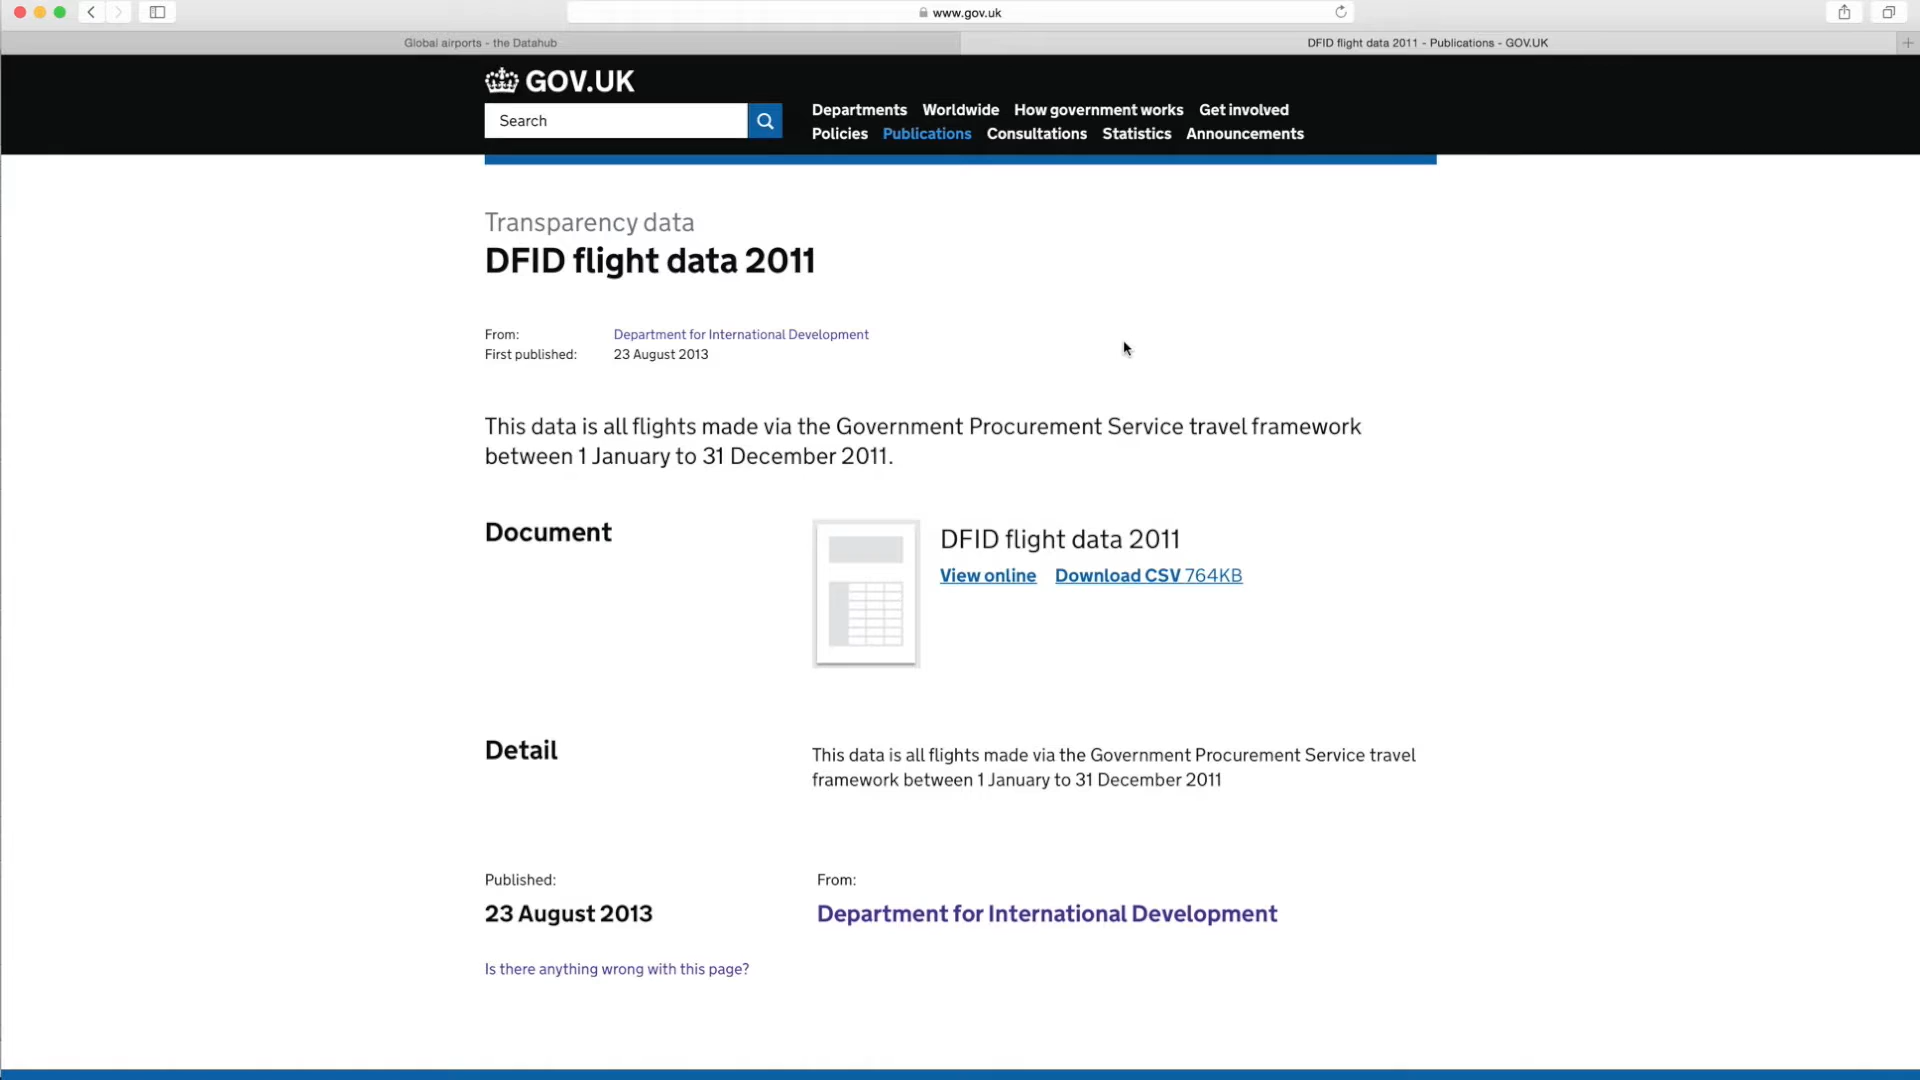 www.gov.uk
Global airports - the Datahub
DFID flight data 2011 - Publications - GOV.UK
GOV.UK
Search
Departments Worldwide How government works Get involved
Policies Publications Consultations Statistics Announcements
Transparency data
DFID flight data 2011
From: Department for International Development
First published: 23 August 2013
This data is all flights made via the Government Procurement Service travel framework
between 1 January to 31 December 2011.
Document
DFID flight data 2011
View online Download CSV 764KB
Detail
This data is all flights made via the Government Procurement Service travel
framework between 1 January to 31 December 2011
Published:
23 August 2013
From:
Department for International Development
Is there anything wrong with this page?